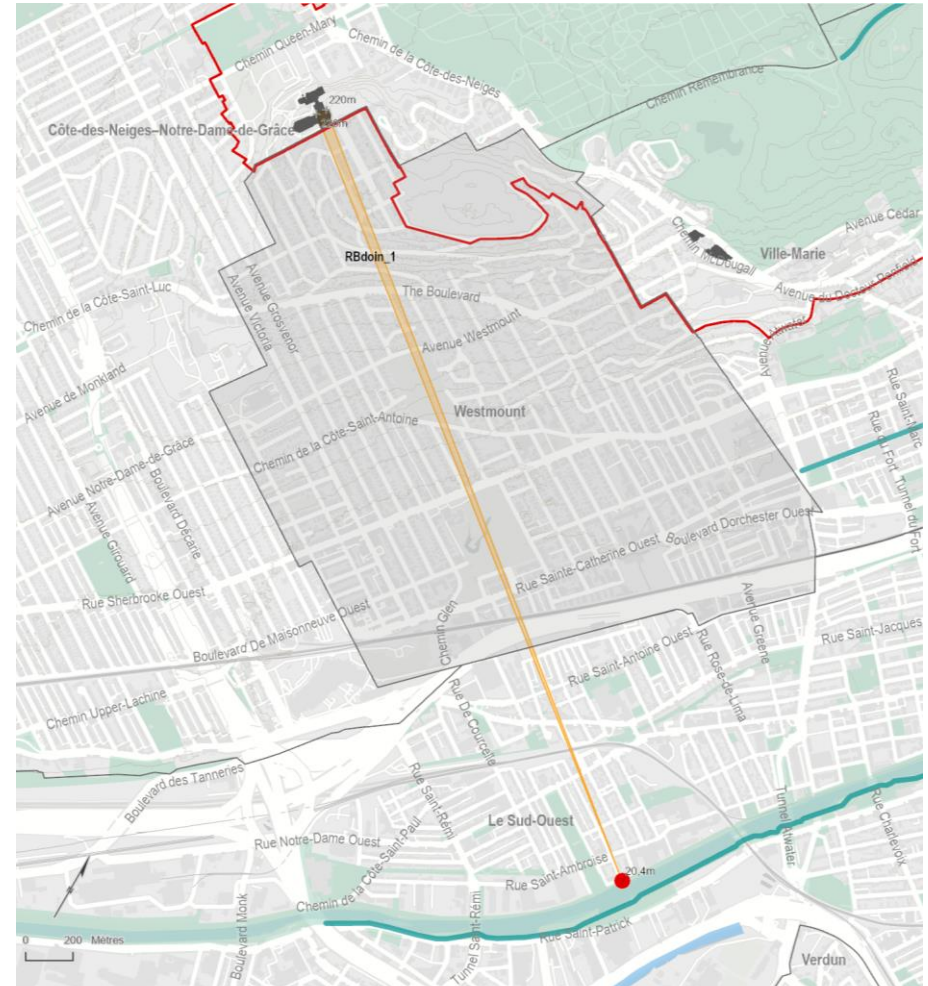 Chemin Queen-Mary
Chemin de la Côte-des-Neiges
Chemin Remembrance
220m
Côte-des-Neiges–Notre-Dame-de-Grâce
Avenue Cedar
Chemin McDougall
Ville-Marie
RBdoin_1
Avenue du Docteur-Penfield
Chemin de la Côte-Saint-Luc
Avenue Grosvenor
Avenue Victoria
The Boulevard
Avenue Westmount
Avenue Atwater
Avenue de Monkland
Rue Saint-Marc
Westmount
Chemin de la Côte-Saint-Antoine
Rue du Fort
Tunnel du Fort
Avenue Notre-Dame-de-Grâce
Boulevard Décarie
Avenue Girouard
Boulevard Dorchester Ouest
Rue Sainte-Catherine Ouest
Rue Sherbrooke Ouest
Avenue Greene
Boulevard De Maisonneuve Ouest
Chemin Glen
Rue Saint-Antoine Ouest
Rue Rose-de-Lima
Rue Saint-Jacques
Chemin Upper-Lachine
Rue De Courcelle
Boulevard des Tanneries
Rue Saint-Rémi
Tunnel Atwater
Rue Charlevoix
Le Sud-Ouest
Rue Notre-Dame Ouest
Chemin de la Côte-Saint-Paul
Rue Saint-Ambroise
20.4m
Boulevard Monk
Tunnel Saint-Rémi
Rue Saint-Patrick
0 200 Mètres
Verdun